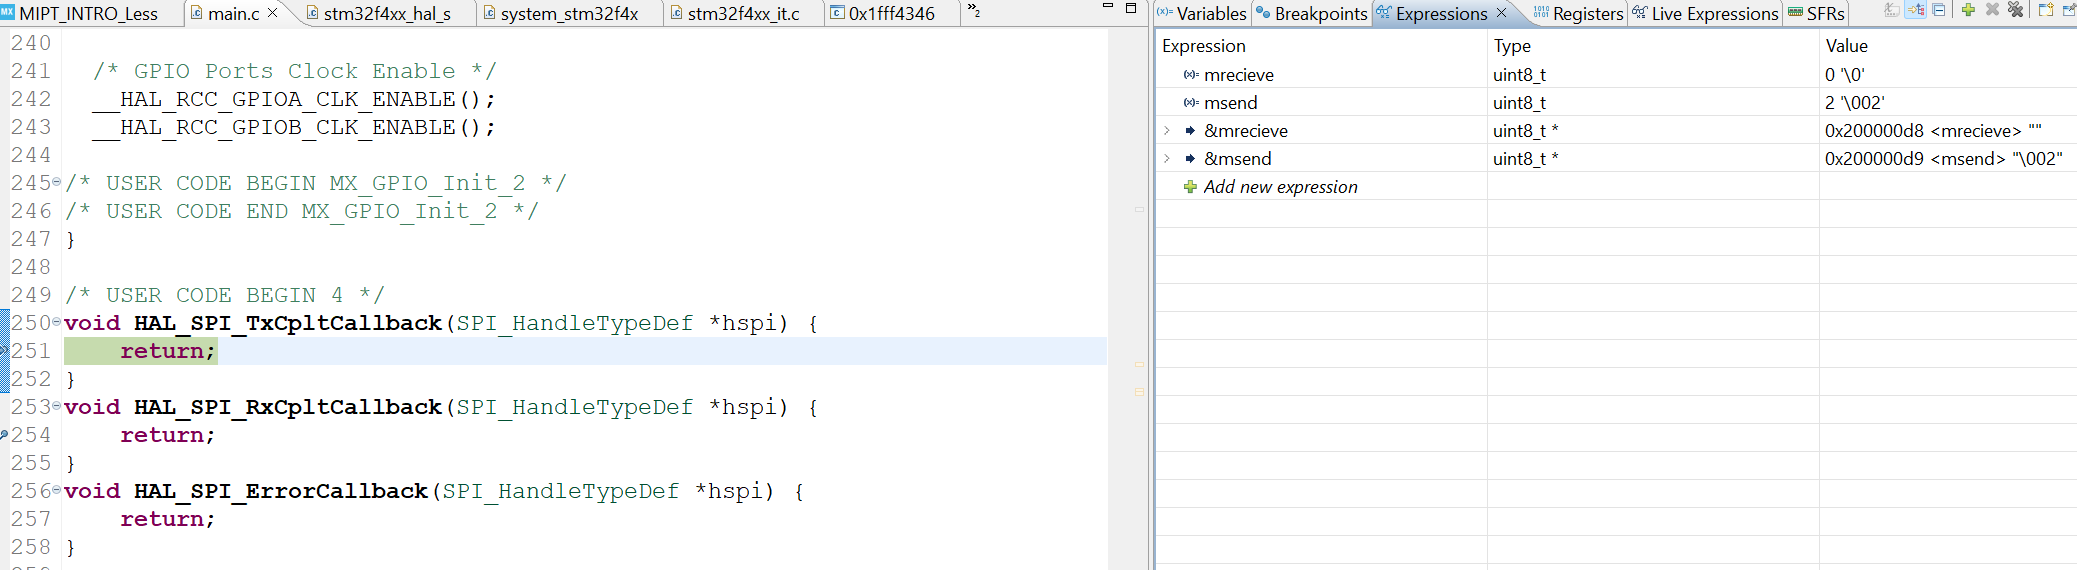 MIPT_INTRO_Less main.c stm32f4xx_hal_s system_stm32f4x stm32f4xx_it.c 0x1fff4346 »2
240
241 /* GPIO Ports Clock Enable */
242 __HAL_RCC_GPIOA_CLK_ENABLE();
243 __HAL_RCC_GPIOB_CLK_ENABLE();
244
245 /* USER CODE BEGIN MX_GPIO_Init_2 */
246 /* USER CODE END MX_GPIO_Init_2 */
247 }
248
249 /* USER CODE BEGIN 4 */
250 void HAL_SPI_TxCpltCallback(SPI_HandleTypeDef *hspi) {
251 return;
252 }
253 void HAL_SPI_RxCpltCallback(SPI_HandleTypeDef *hspi) {
254 return;
255 }
256 void HAL_SPI_ErrorCallback(SPI_HandleTypeDef *hspi) {
257 return;
258 }
Variables Breakpoints Expressions Registers Live Expressions SFRs
Expression Type Value
mrecieve uint8_t 0 '\0'
msend uint8_t 2 '\002'
&mrecieve uint8_t * 0x200000d8 <mrecieve> ""
&msend uint8_t * 0x200000d9 <msend> "\002"
Add new expression